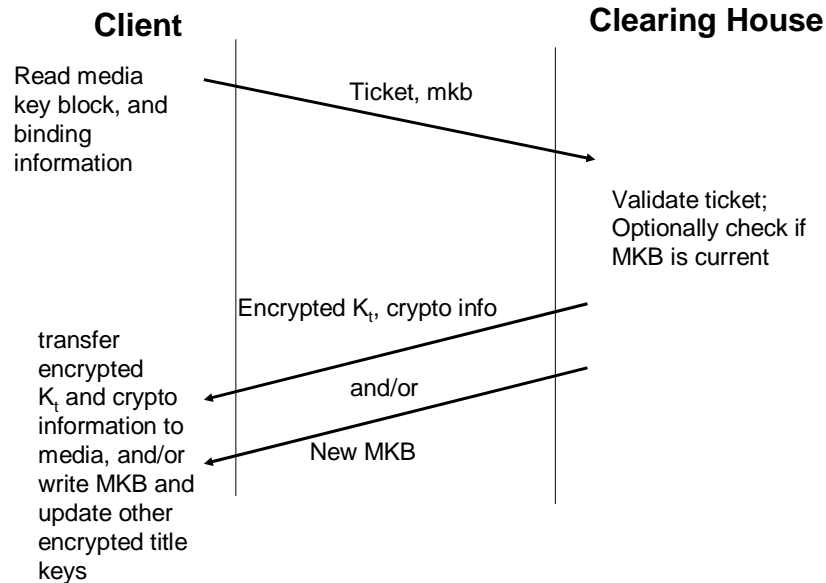 Client
Clearing House
Read media
key block, and
binding
information
Ticket, mkb
Validate ticket;
Optionally check if
MKB is current
Encrypted Kt, crypto info
and/or
New MKB
transfer
encrypted
Kt and crypto
information to
media, and/or
write MKB and
update other
encrypted title
keys